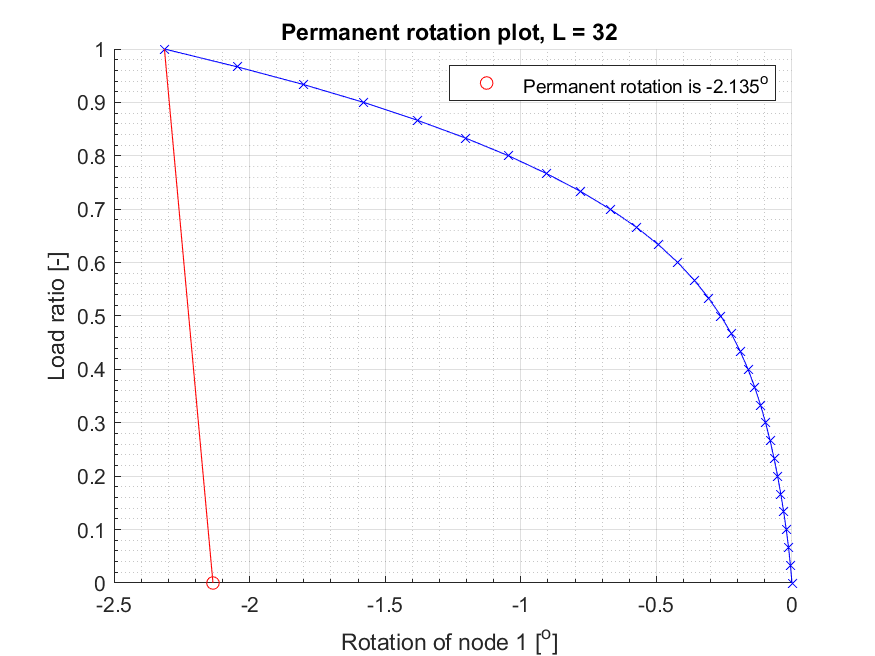 Permanent rotation plot, L = 32
Permanent rotation is -2.135º
Load ratio [-]
1
0.9
0.8
0.7
0.6
0.5
0.4
0.3
0.2
0.1
0
-2.5 -2 -1.5 -1 -0.5 0
Rotation of node 1 [º]